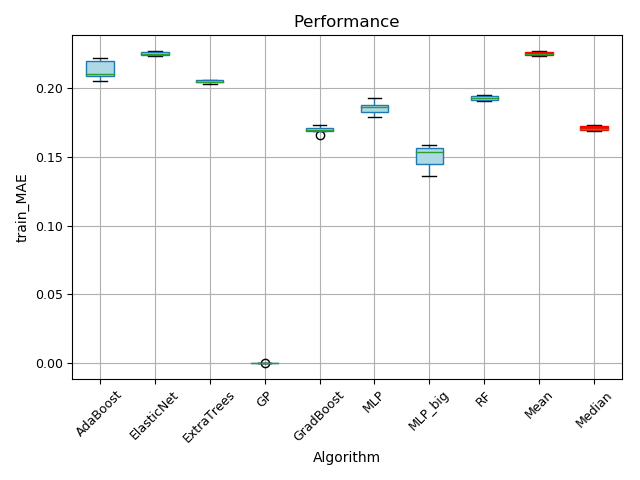 Performance
train_MAE
0.20
0.15
0.10
0.05
0.00
AdaBoost
ElasticNet
ExtraTrees
GP
GradBoost
MLP
MLP_big
RF
Mean
Median
Algorithm